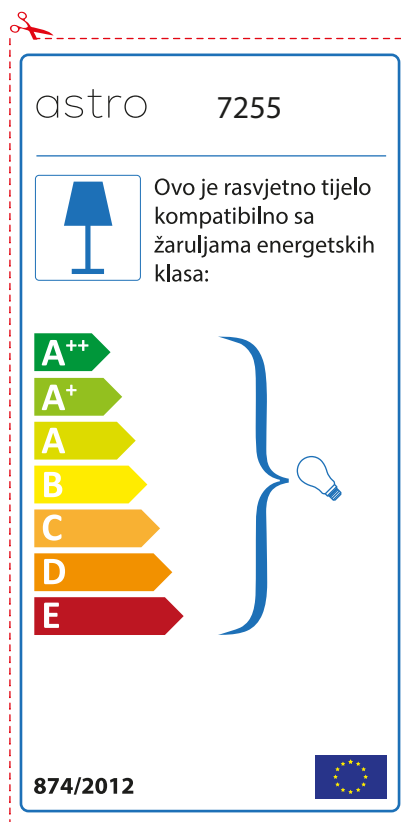 astro 7255
Ovo je rasvjetno tijelo
kompatibilno sa
žaruljama energetskih
klasa:
A++
A+
A
B
C
D
E
874/2012